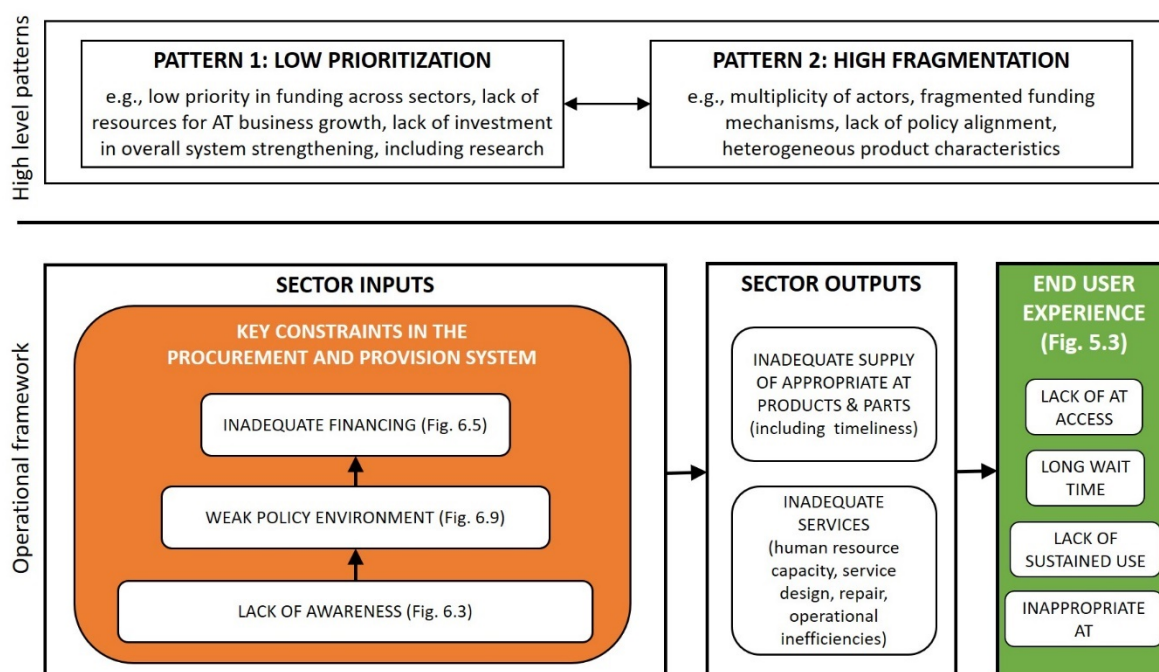 High level patterns
PATTERN 1: LOW PRIORITIZATION
e.g., low priority in funding across sectors, lack of
resources for AT business growth, lack of investment
in overall system strengthening, including research
PATTERN 2: HIGH FRAGMENTATION
e.g., multiplicity of actors, fragmented funding
mechanisms, lack of policy alignment,
heterogeneous product characteristics
Operational framework
SECTOR INPUTS
KEY CONSTRAINTS IN THE
PROCUREMENT AND PROVISION SYSTEM
INADEQUATE FINANCING (Fig. 6.5)
WEAK POLICY ENVIRONMENT (Fig. 6.9)
LACK OF AWARENESS (Fig. 6.3)
SECTOR OUTPUTS
INADEQUATE SUPPLY
OF APPROPRIATE AT
PRODUCTS & PARTS
(including timeliness)
INADEQUATE
SERVICES
(human resource
capacity, service
design, repair,
operational
inefficiencies)
END USER
EXPERIENCE
(Fig. 5.3)
LACK OF AT
ACCESS
LONG WAIT
TIME
LACK OF
SUSTAINED USE
INAPPROPRIATE
AT